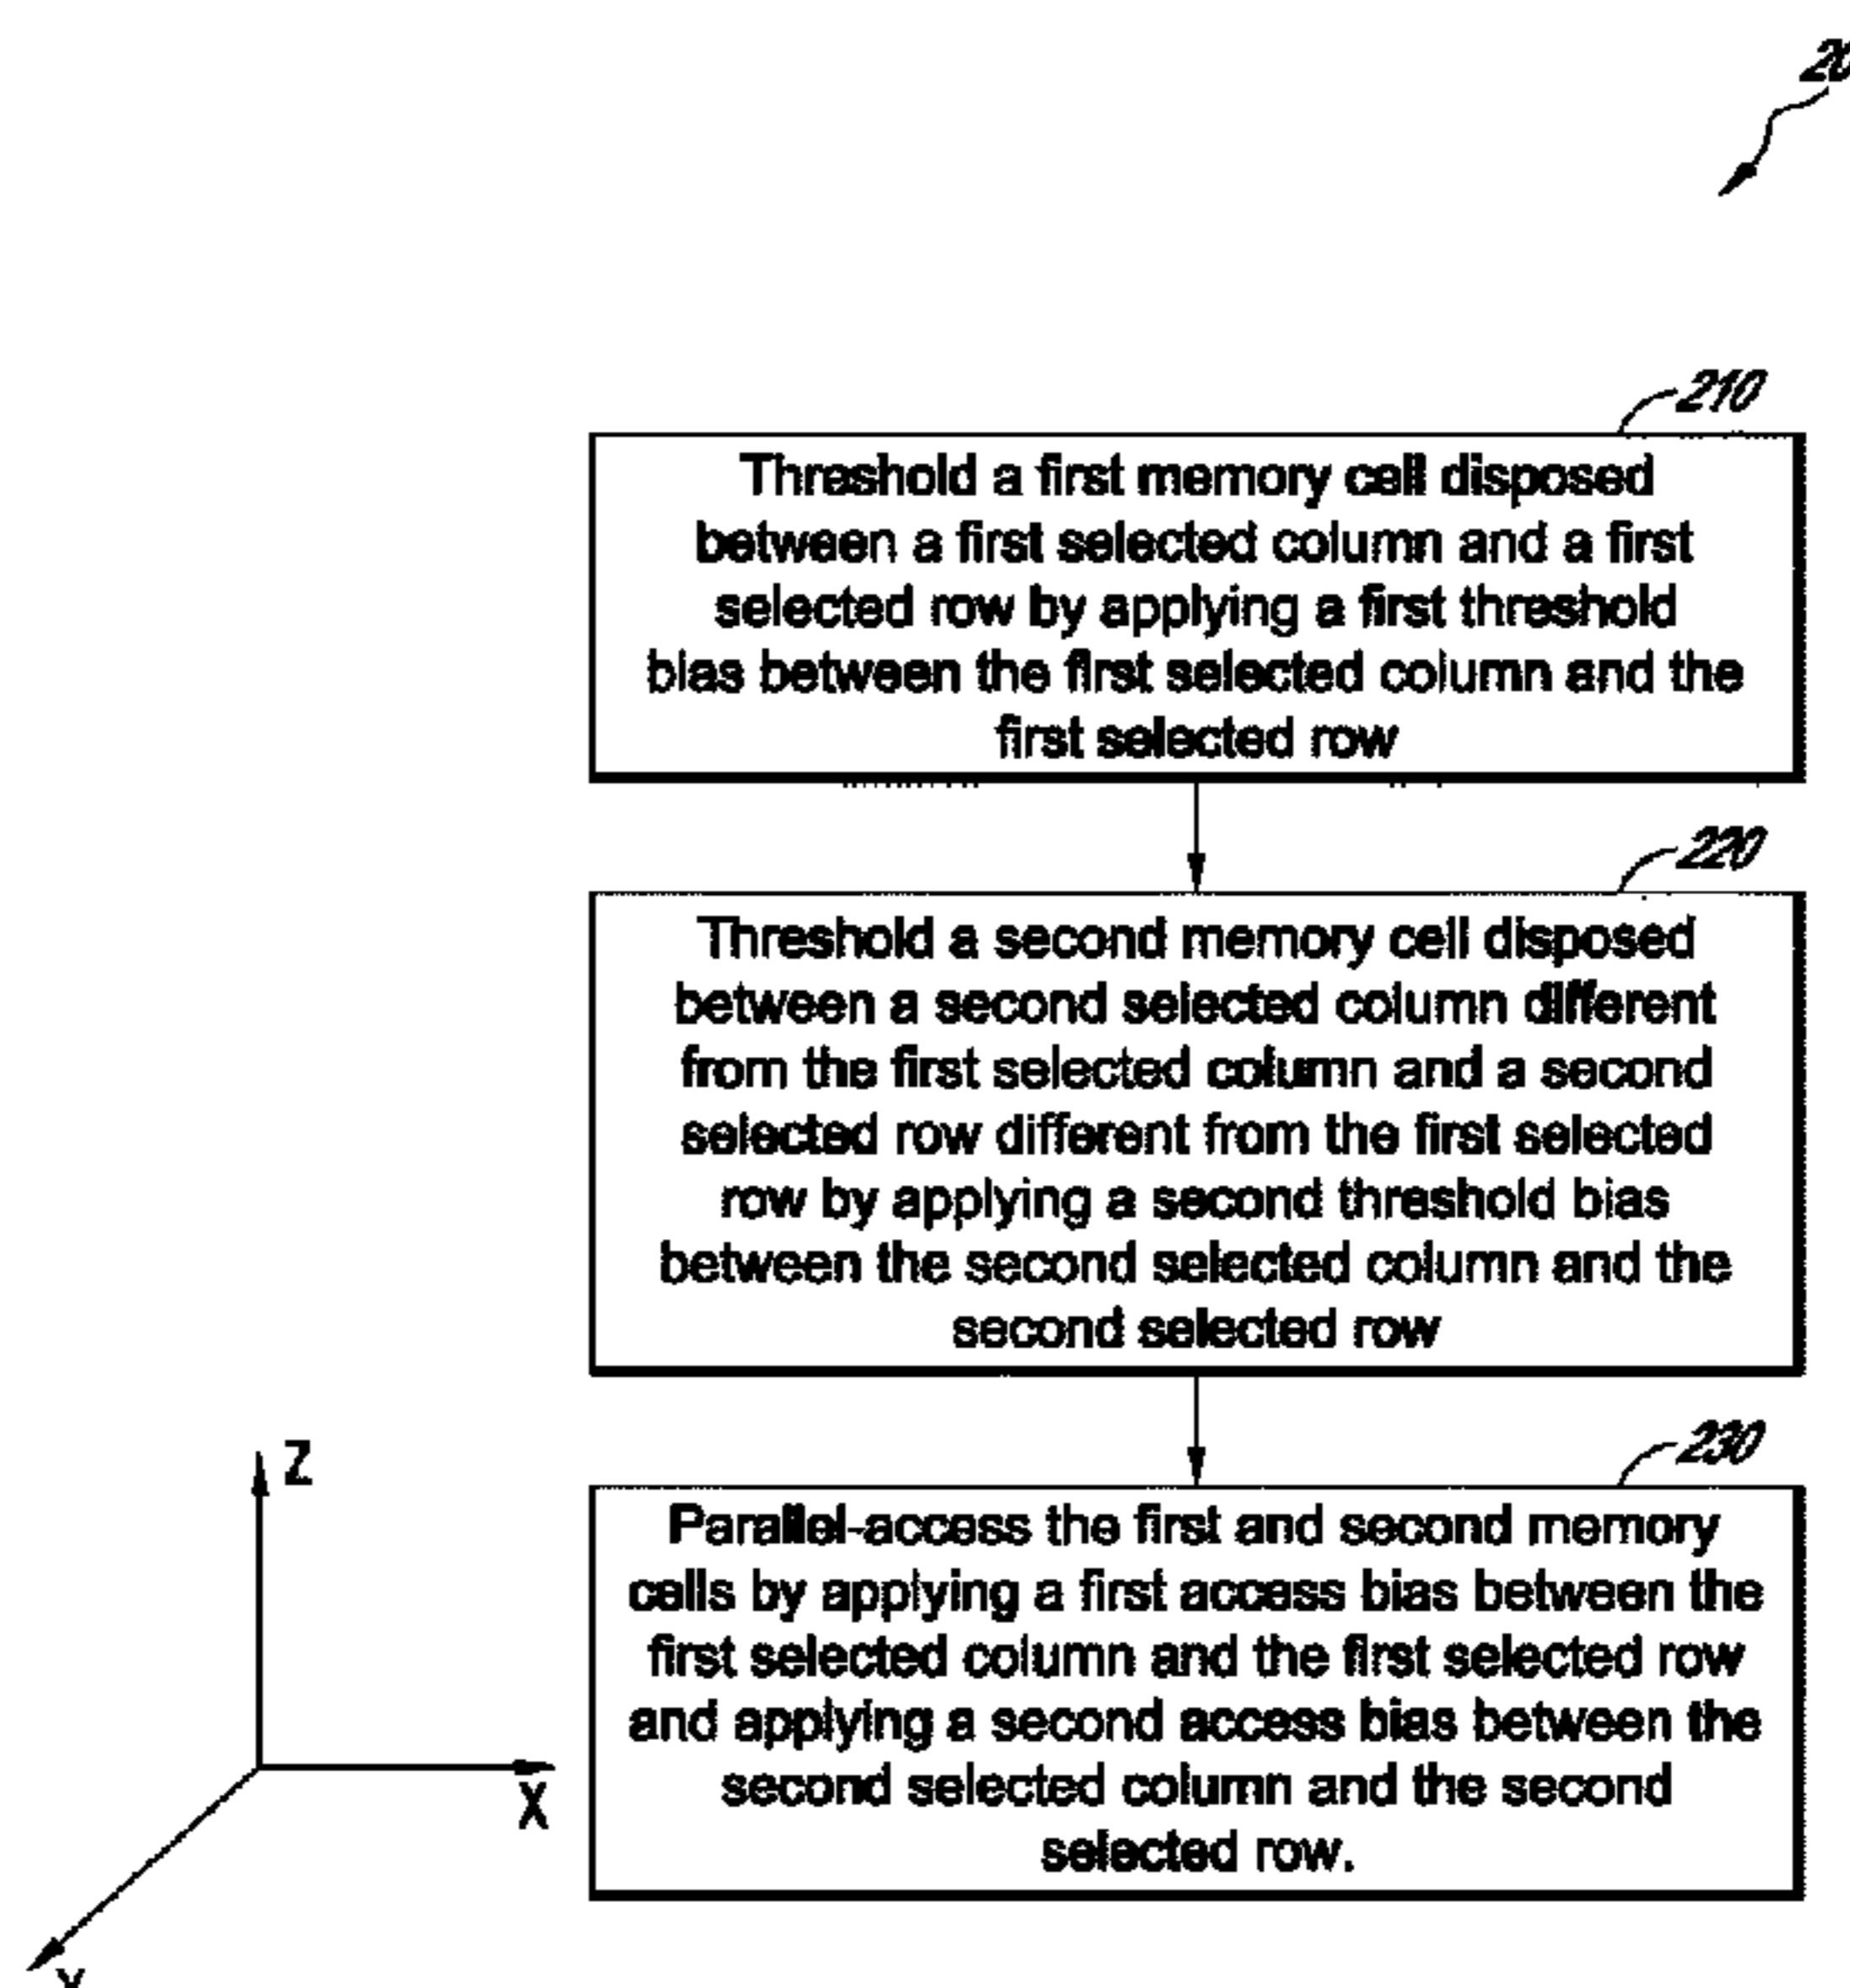 210
Threshold a first memory cell disposed
between a first selected column and a first
selected row by applying a first threshold
bias between the first selected column and the
first selected row
220
Threshold a second memory cell disposed
between a second selected column different
from the first selected column and a second
selected row different from the first selected
row by applying a second threshold bias
between the second selected column and the
second selected row
230
Parallel-access the first and second memory
cells by applying a first access bias between the
first selected column and the first selected row
and applying a second access bias between the
second selected column and the second
selected row.
Z
X